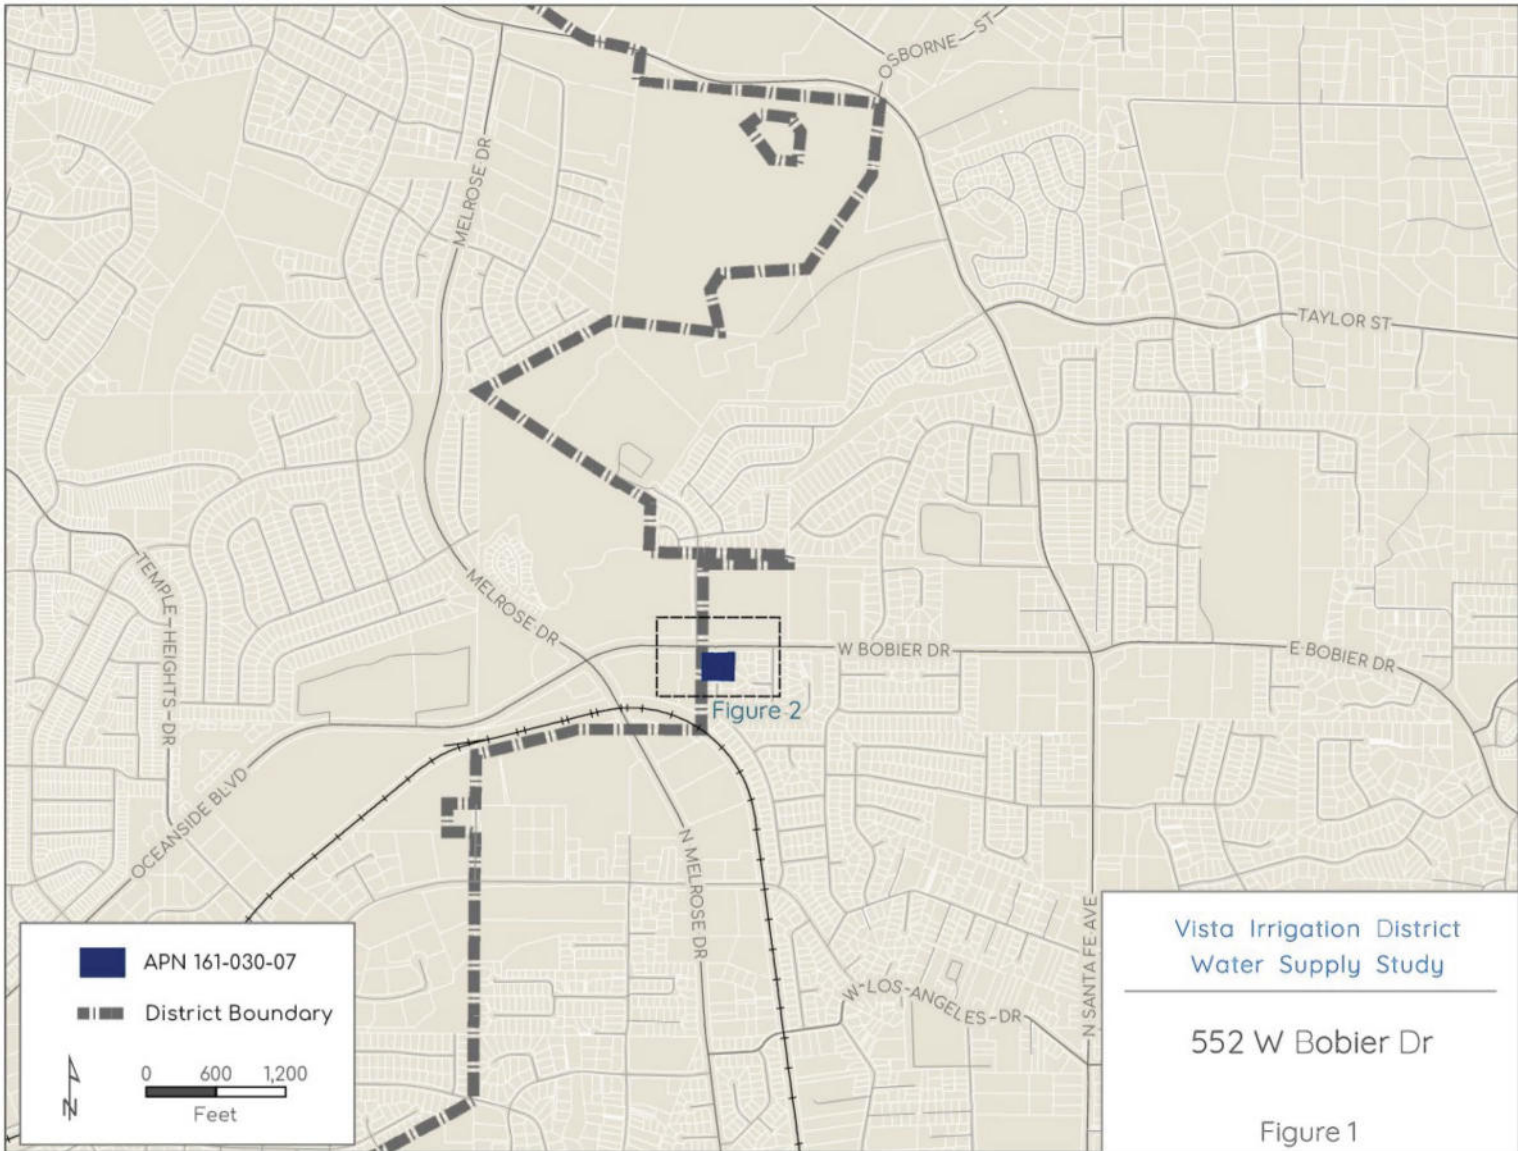 OSBORNE ST
MELROSE DR
TAYLOR ST
TEMPLE HEIGHTS DR
MELROSE DR
W BOBIER DR
E BOBIER DR
Figure 2
OCEANSIDE BLVD
N MELROSE DR
N SANTA FE AVE
W LOS ANGELES DR
APN 161-030-07
District Boundary
N
0 600 1,200
Feet
Vista Irrigation District
Water Supply Study
552 W Bobier Dr
Figure 1